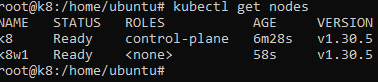 root@k8:/home/ubuntu# kubectl get nodes
NAME STATUS ROLES AGE VERSION
k8 Ready control-plane 6m28s v1.30.5
k8w1 Ready <none> 58s v1.30.5
root@k8:/home/ubuntu#